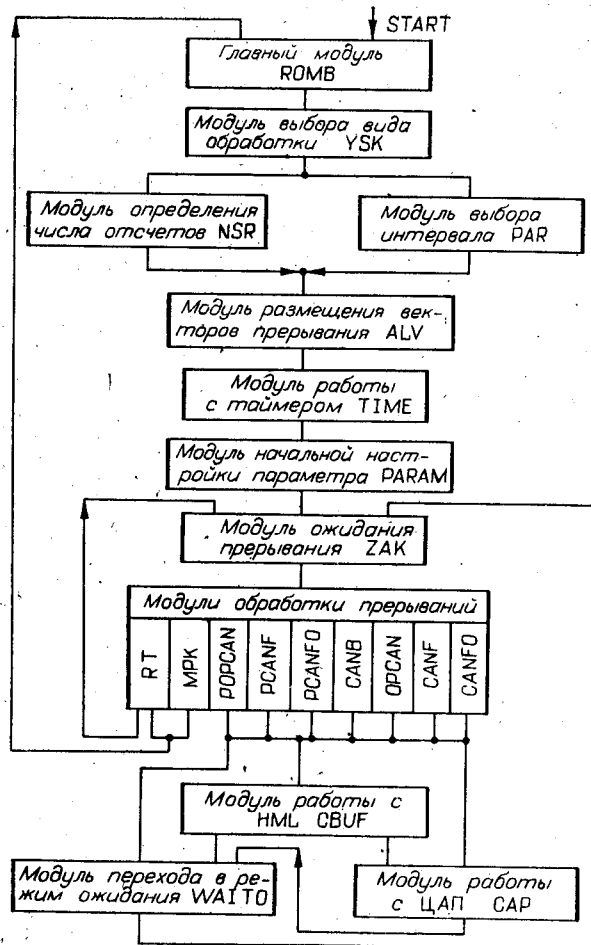 START
Главный модуль
ROMB
Модуль выбора вида
обработки YSK
Модуль определения
числа отсчетов NSR
Модуль выбора
интервала PAR
Модуль размещения век-
торов прерывания ALV
Модуль работы
с таймером TIME
Модуль начальной наст-
ройки параметра PARAM
Модуль ожидания
прерывания ZAK
Модули обработки прерываний
RT
MPK
POPCAN
PCANF
PCANFO
CANB
OPCAN
CANF
CANFO
Модуль работы с
HML CBUF
Модуль перехода в ре-
жим ожидания WAITO
Модуль работы
с ЦАП CAP